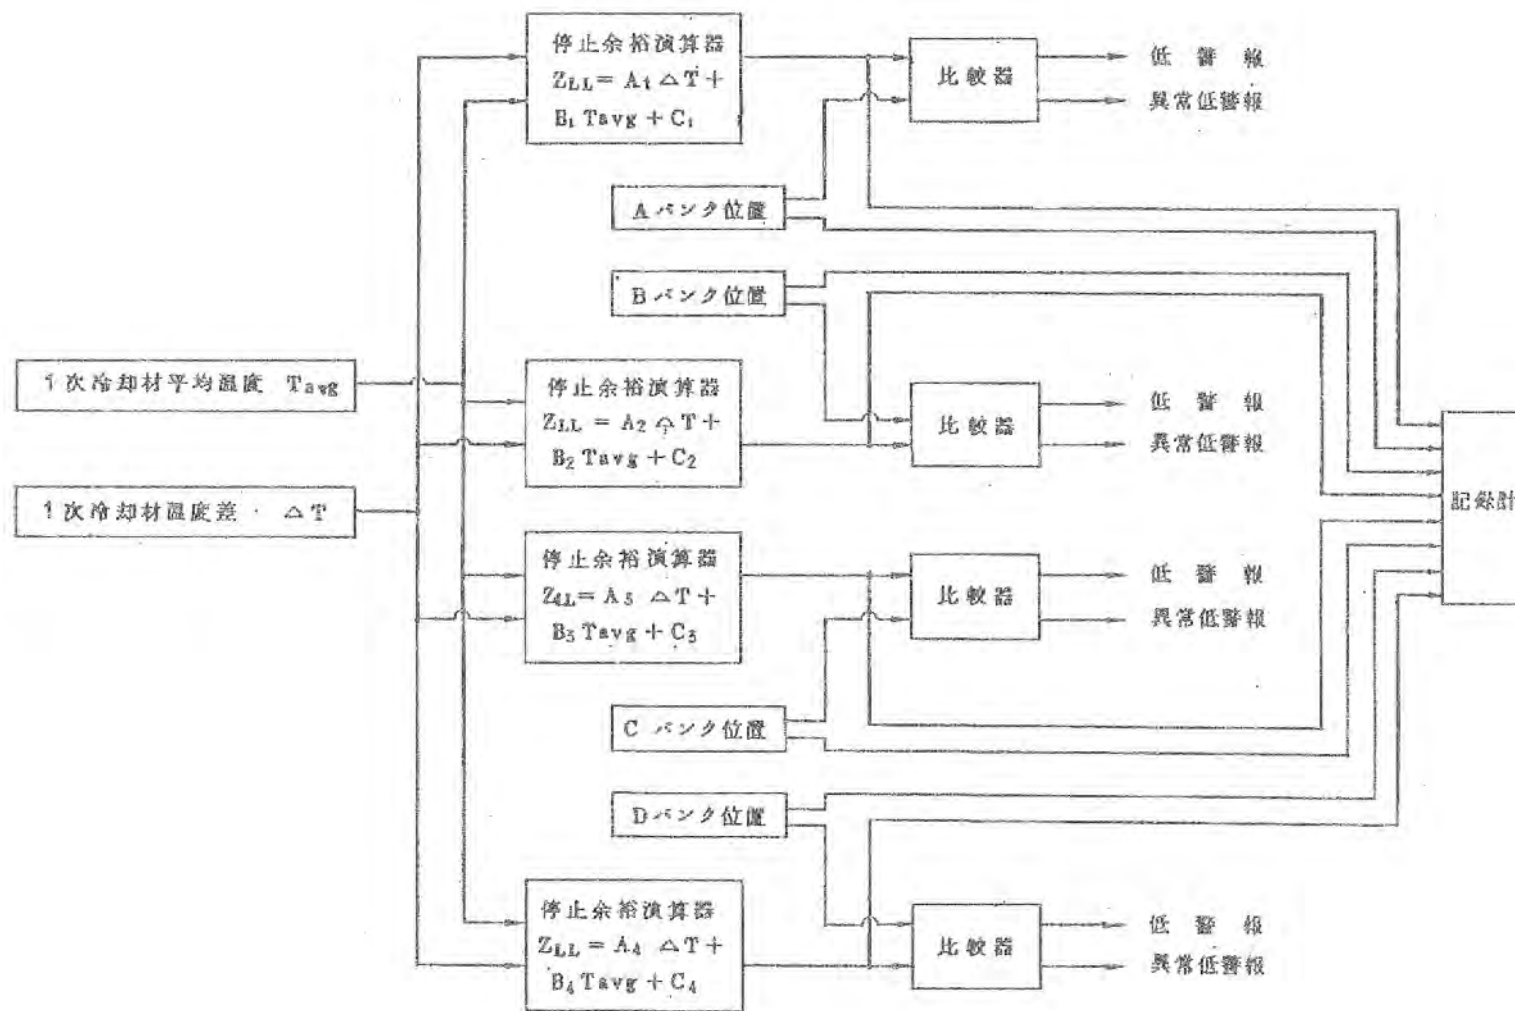 停止余裕演算器
Z_LL = A₁ △T +
B₁ Tavg + C₁
比較器
低警報
異常低警報
Aバンク位置
Bバンク位置
1次冷却材平均温度 Tavg
停止余裕演算器
Z_LL = A₂ △T +
B₂ Tavg + C₂
比較器
低警報
異常低警報
1次冷却材温度差・△T
記録計
停止余裕演算器
Z_LL = A₃ △T +
B₃ Tavg + C₃
比較器
低警報
異常低警報
Cバンク位置
Dバンク位置
停止余裕演算器
Z_LL = A₄ △T +
B₄ Tavg + C₄
比較器
低警報
異常低警報